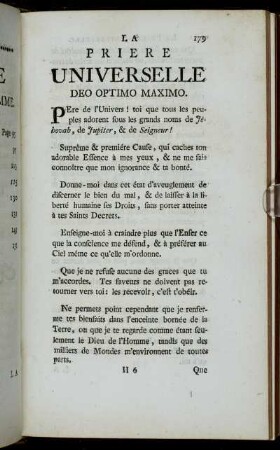 LA
179
PRIERE
UNIVERSELLE
DEO OPTIMO MAXIMO.
PEre de l'Univers! toi que tous les peu-
ples adorent sous les grands noms de Jé-
hovah, de Jupiter, & de Seigneur!
Suprême & première Cause, qui caches ton
adorable Essence à mes yeux, & ne me fais
connoître que mon ignorance & ta bonté.
Donne-moi dans cet état d'aveuglement de
discerner le bien du mal, & de laisser à la li-
berté humaine ses Droits, sans porter atteinte
à tes Saints Decrets.
Enseigne-moi à craindre plus que l'Enfer ce
que la conscience me défend, & à préférer au
Ciel même ce qu'elle m'ordonne.
Que je ne refuse aucune des graces que tu
m'accordes. Tes faveurs ne doivent pas re-
tourner vers toi: les recevoir, c'est t'obéïr.
Ne permets point cependant que je renfer-
me tes bienfaits dans l'enceinte bornée de la
Terre, ou que je te regarde comme étant seu-
lement le Dieu de l'Homme, tandis que des
milliers de Mondes m'environnent de toutes
parts.
H 6
Que